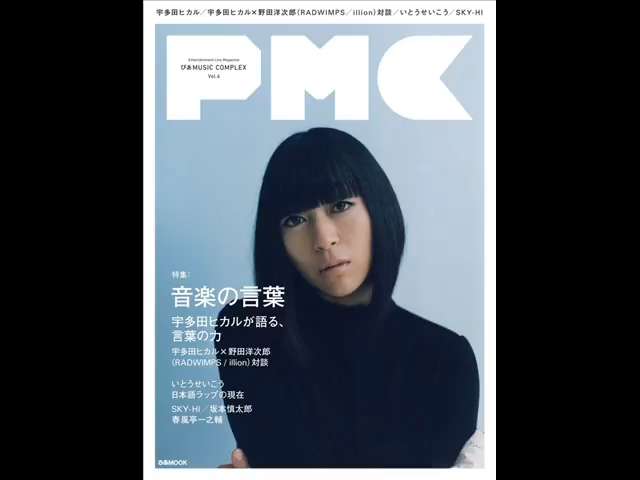 宇多田ヒカル／宇多田ヒカル×野田洋次郎（RADWIMPS／illion）対談／いとうせいこう／SKY-HI
PMC
Entertainment Live Magazine
ぴあMUSIC COMPLEX
Vol.6
特集：
音楽の言葉
宇多田ヒカルが語る、
言葉の力
宇多田ヒカル×野田洋次郎
（RADWIMPS / illion）対談
いとうせいこう
日本語ラップの現在
SKY-HI／坂本慎太郎
春風亭一之輔
ぴあMOOK